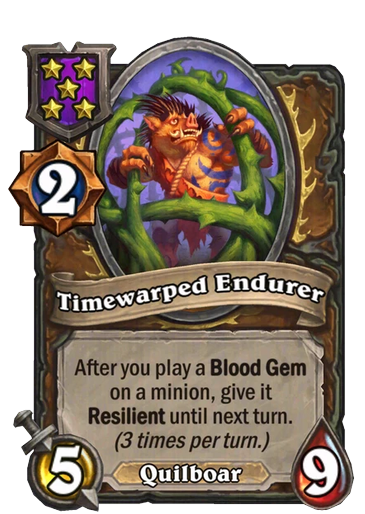 2
Timewarped Endurer
After you play a Blood Gem
on a minion, give it
Resilient until next turn.
(3 times per turn.)
5
Quilboar
9